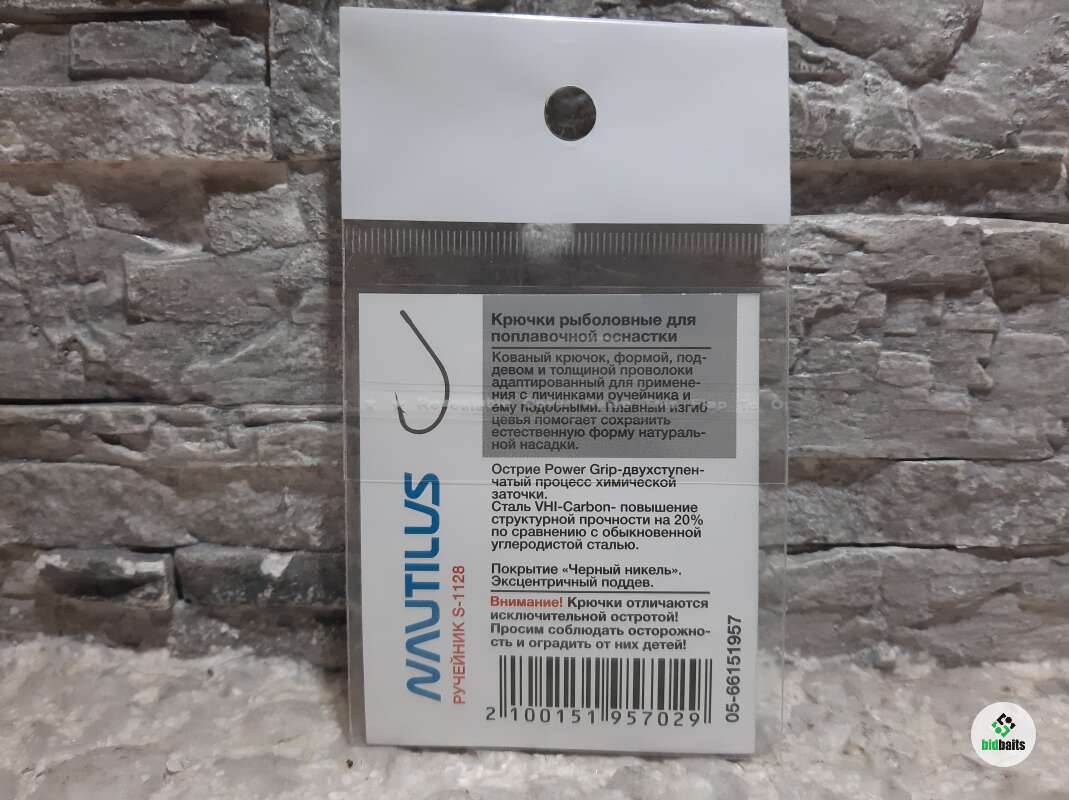 Крючки рыболовные для
поплавочной оснастки
Кованый крючок, формой, под-
девом и толщиной проволоки
адаптированный для примене-
ния с личинками ручейника и
ему подобными. Плавный изгиб
цевья помогает сохранить
естественную форму натураль-
ной насадки.
Острие Power Grip-двухступен-
чатый процесс химической
заточки.
Сталь VHI-Carbon- повышение
структурной прочности на 20%
по сравнению с обыкновенной
углеродистой сталью.
Покрытие «Черный никель».
Эксцентричный поддев.
Внимание! Крючки отличаются
исключительной остротой!
Просим соблюдать осторожно-
сть и оградить от них детей!
2 100151 957029
05-66151957
NAUTILUS
РУЧЕЙНИК S-1128
bidbaits